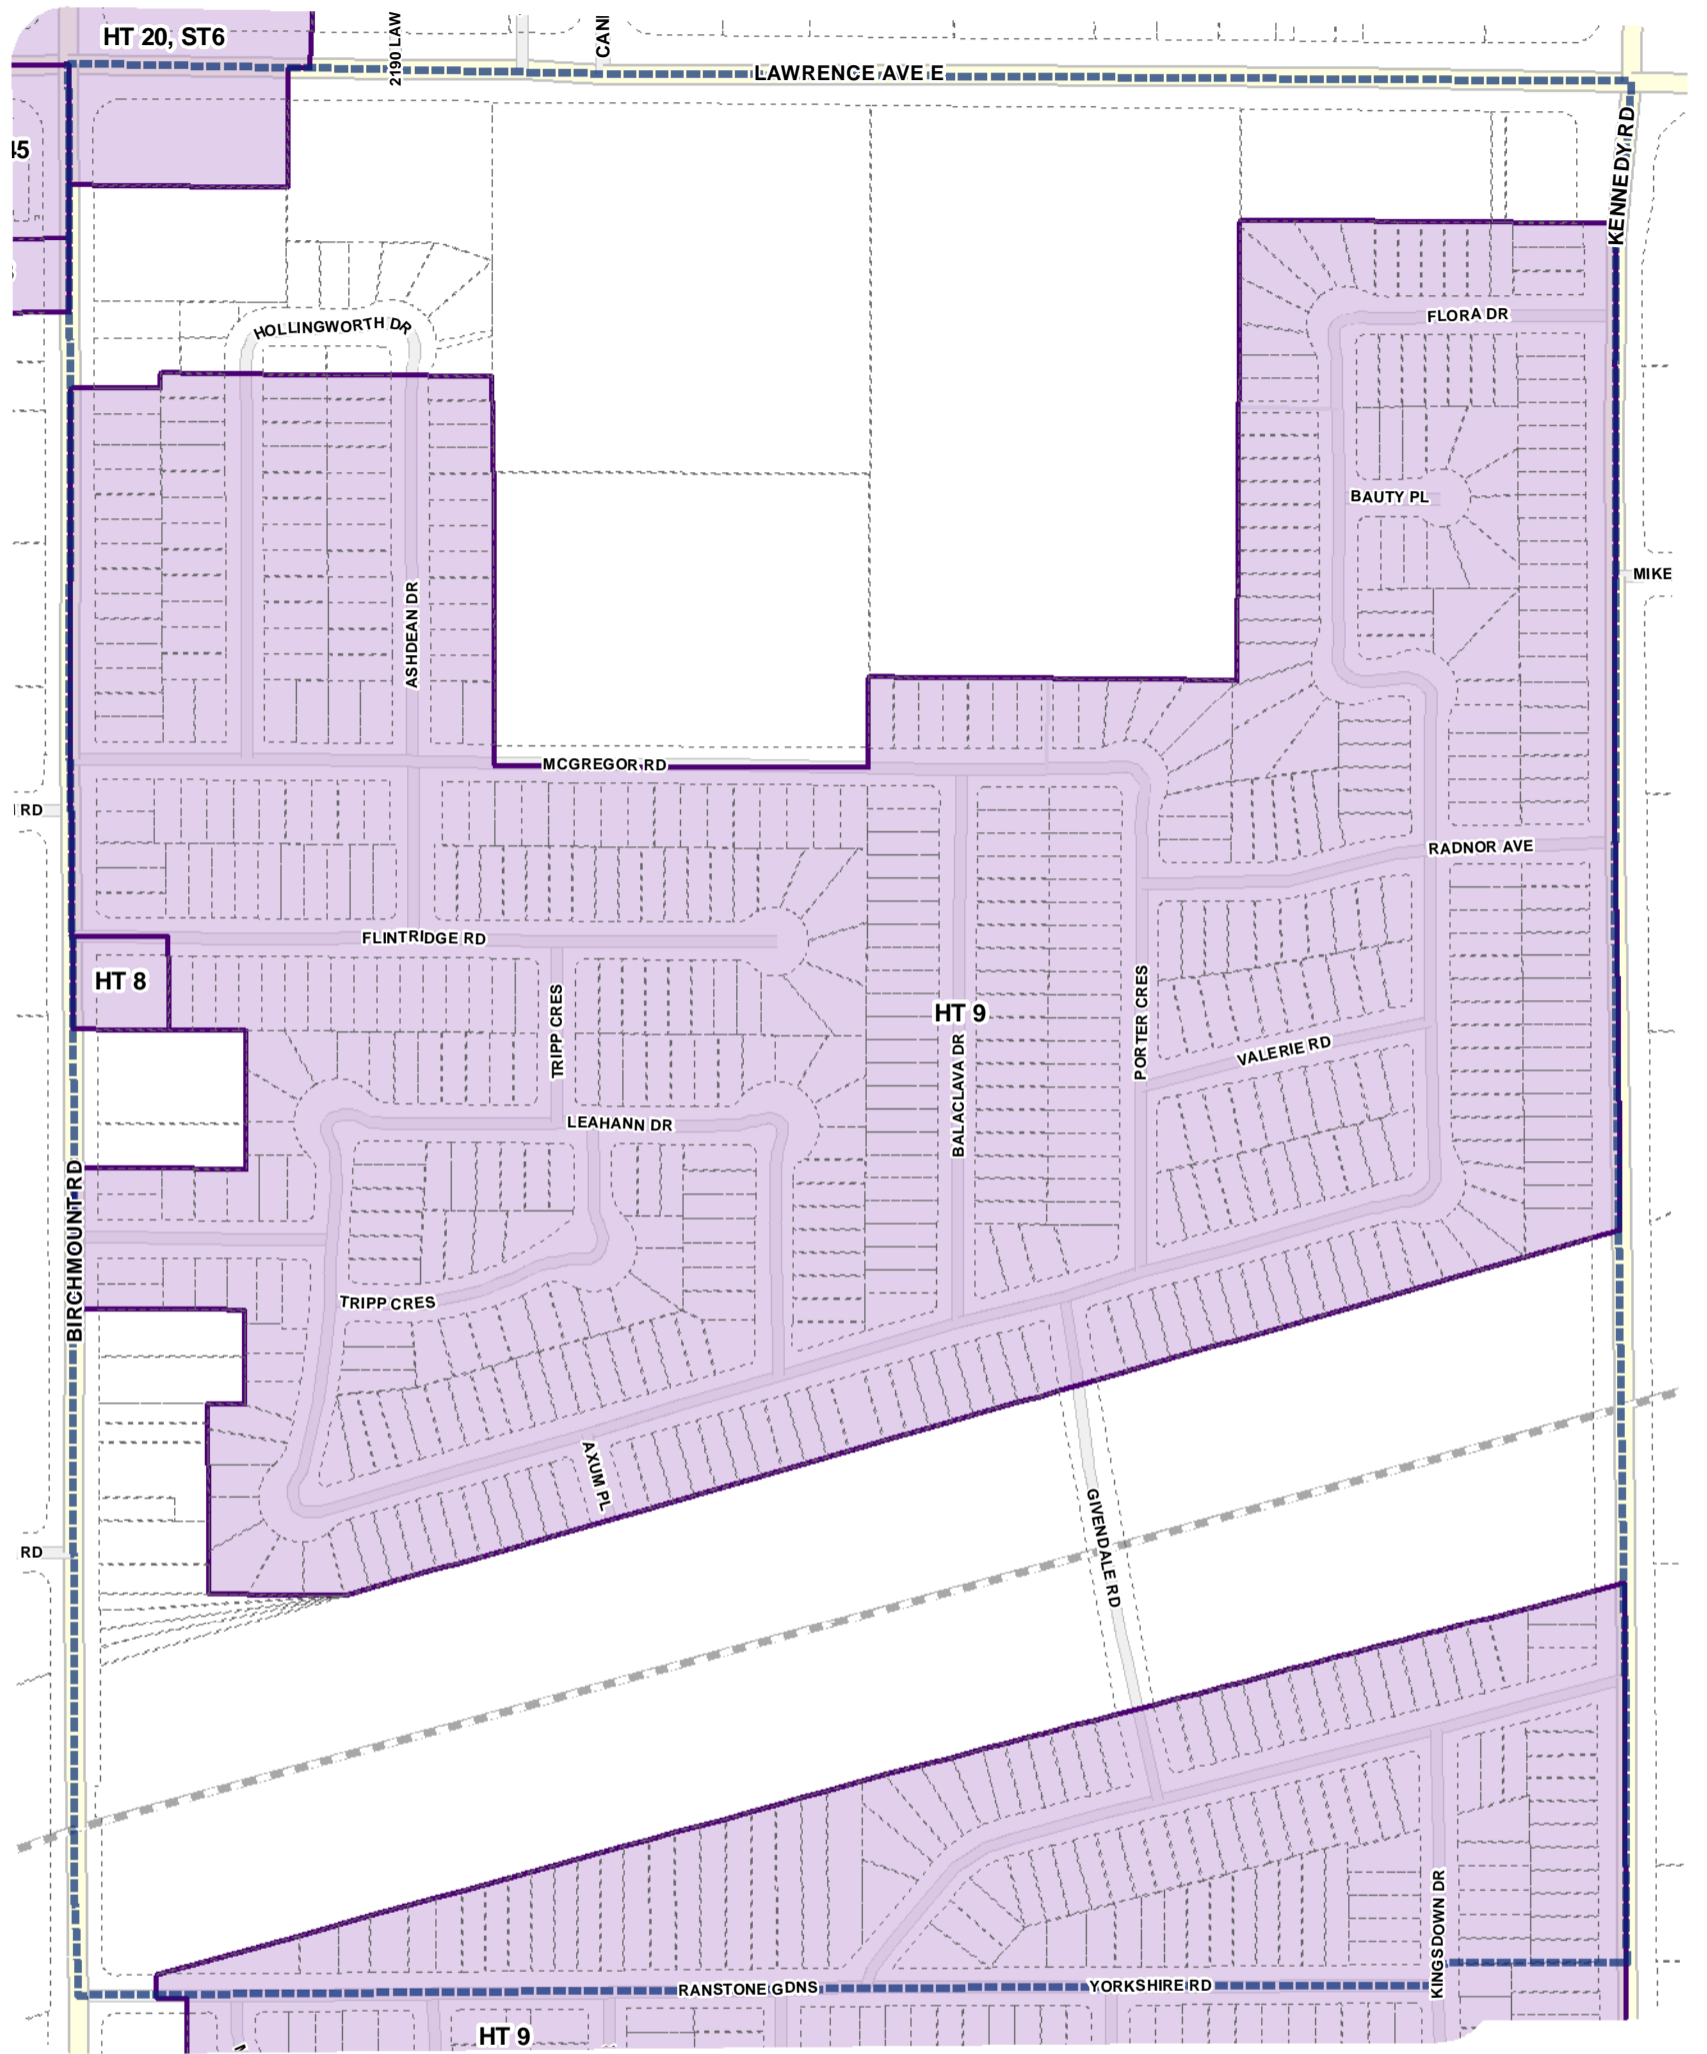 HT 20, ST6
2190 LAW
CANI
LAWRENCE AVE E
KENNEDY RD
45
HOLLINGWORTH DR
FLORA DR
BAUTY PL
MIKE
ASHDEAN DR
MCGREGOR RD
RD
RADNOR AVE
FLINTRIDGE RD
HT 8
TRIPP CRES
HT 9
PORTER CRES
BALACLAVA DR
VALERIE RD
LEAHANN DR
BIRCHMOUNT RD
TRIPP CRES
AXUM PL
GIVENDALE RD
RD
KINGSDOWN DR
RANSTONE GDNS
YORKSHIRE RD
HT 9